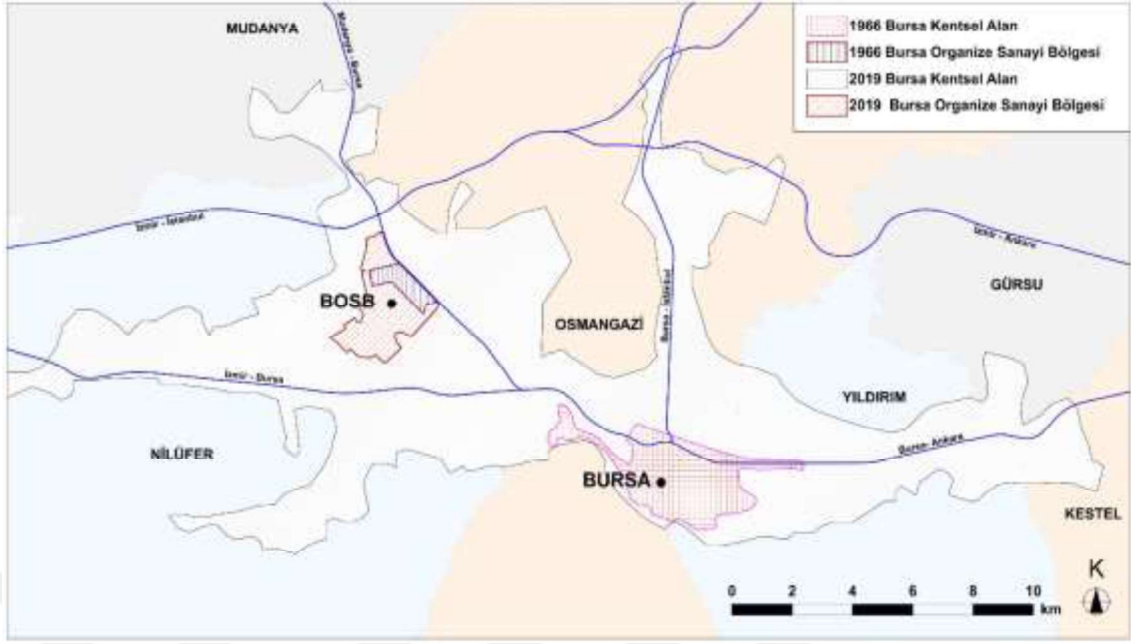 MUDANYA
Mudanya - Bursa
1966 Bursa Kentsel Alan
1966 Bursa Organize Sanayi Bölgesi
2019 Bursa Kentsel Alan
2019 Bursa Organize Sanayi Bölgesi
İzmir - İstanbul
İzmir - Ankara
GÜRSU
BOSB
OSMANGAZİ
Bursa - İstanbul
İzmir - Bursa
YILDIRIM
NİLÜFER
Bursa- Ankara
BURSA
KESTEL
K
0 2 4 6 8 10
km